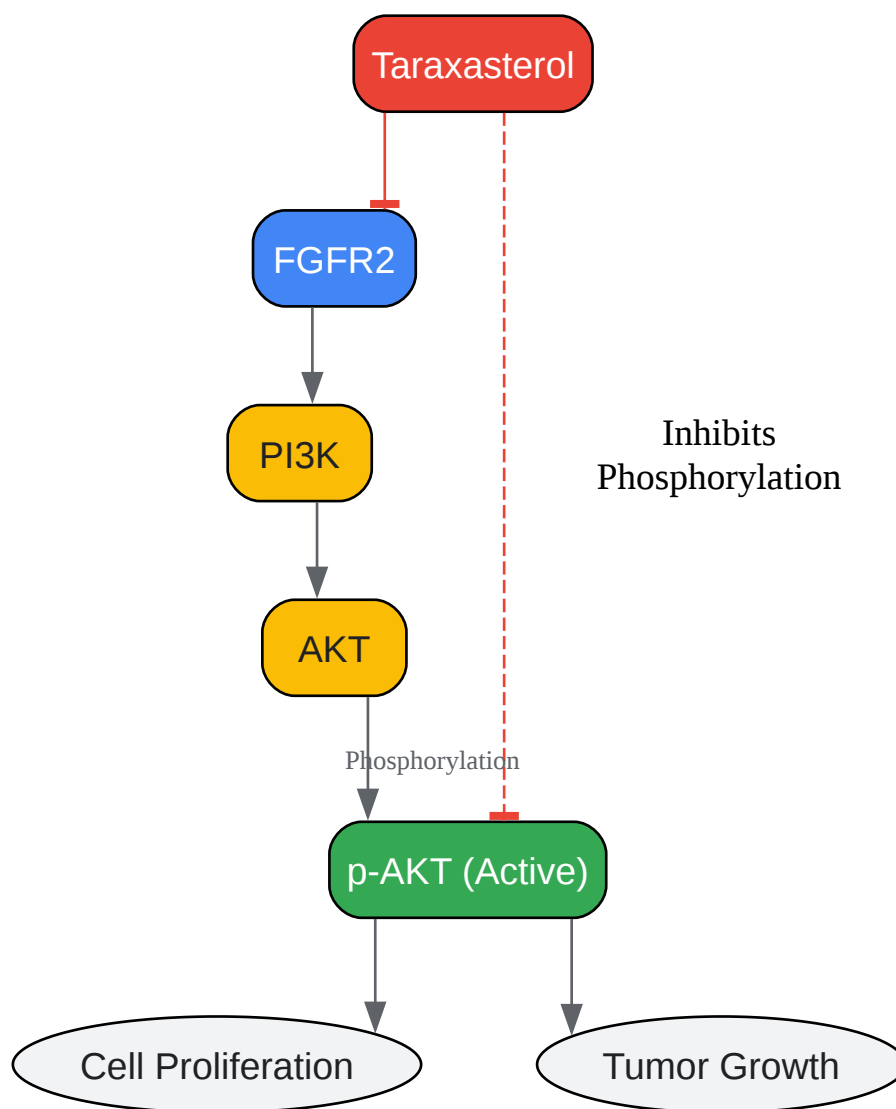 Taraxasterol
FGFR2
PI3K
Inhibits
Phosphorylation
AKT
Phosphorylation
p-AKT (Active)
Cell Proliferation
Tumor Growth